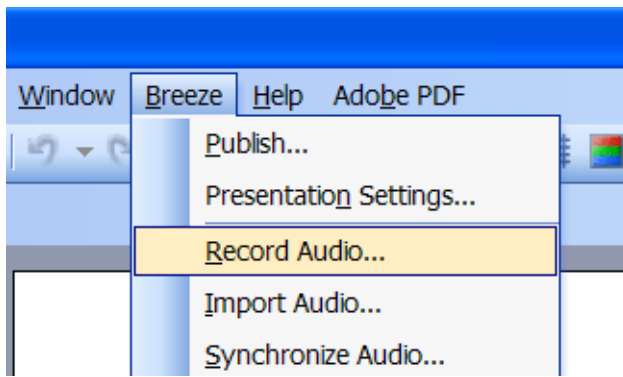 Window Breeze Help Adobe PDF
Publish...
Presentation Settings...
Record Audio...
Import Audio...
Synchronize Audio...